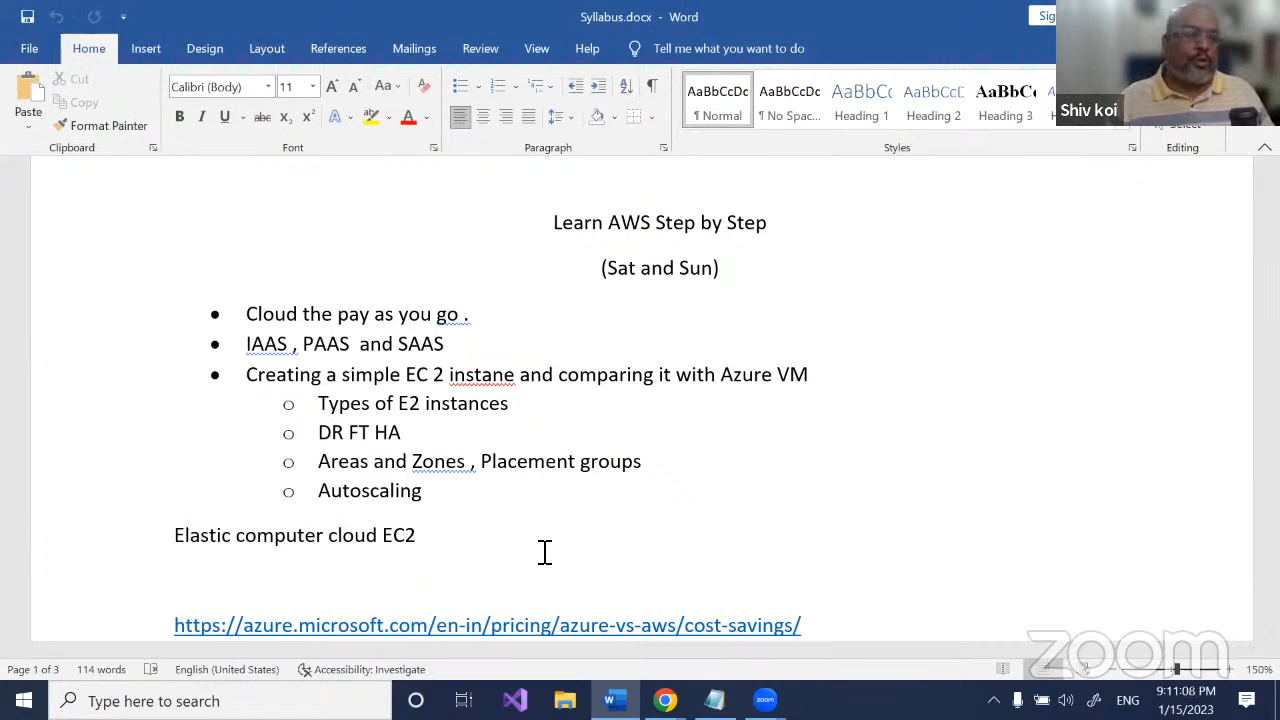 Syllabus.docx - Word
Sig
File Home Insert Design Layout References Mailings Review View Help Tell me what you want to do
Shiv koi
Paste
Cut
Copy
Format Painter
Clipboard
Calibri (Body) 11
Font
Paragraph
AaBbCcDc AaBbCcDc AaBbCc AaBbCcD AaBbCc
¶ Normal ¶ No Spac... Heading 1 Heading 2 Heading 3
Styles
Select
Editing
Learn AWS Step by Step
(Sat and Sun)
• Cloud the pay as you go .
• IAAS , PAAS and SAAS
• Creating a simple EC 2 instane and comparing it with Azure VM
o Types of E2 instances
o DR FT HA
o Areas and Zones , Placement groups
o Autoscaling
Elastic computer cloud EC2
https://azure.microsoft.com/en-in/pricing/azure-vs-aws/cost-savings/
zoom
Page 1 of 3 114 words English (United States) Accessibility: Investigate 150%
Type here to search
zoom
ENG
9:11:08 PM
1/15/2023